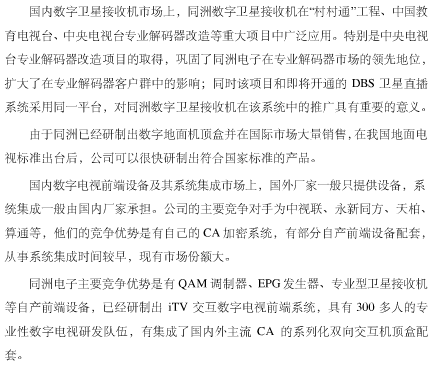 国内数字卫星接收机市场上，同洲数字卫星接收机在“村村通”工程、中国教
育电视台、中央电视台专业解码器改造等重大项目中广泛应用。特别是中央电视
台专业解码器改造项目的取得，巩固了同洲电子在专业解码器市场的领先地位，
扩大了在专业解码器客户群中的影响；同时该项目和即将开通的 DBS 卫星直播
系统采用同一平台，对同洲数字卫星接收机在该系统中的推广具有重要的意义。
由于同洲已经研制出数字地面机顶盒并在国际市场大量销售，在我国地面电
视标准出台后，公司可以很快研制出符合国家标准的产品。
国内数字电视前端设备及其系统集成市场上，国外厂家一般只提供设备，系
统集成一般由国内厂家承担。公司的主要竞争对手为中视联、永新同方、天柏、
算通等，他们的竞争优势是有自己的 CA 加密系统，有部分自产前端设备配套，
从事系统集成时间较早，现有市场份额大。
同洲电子主要竞争优势是有 QAM 调制器、EPG 发生器、专业型卫星接收机
等自产前端设备，已经研制出 iTV 交互数字电视前端系统，具有 300 多人的专
业性数字电视研发队伍，有集成了国内外主流 CA 的系列化双向交互机顶盒配
套。